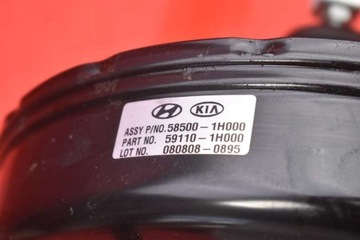 KIA
ASSY P/NO.58500-1H000
PART NO. 59110-1H000
LOT NO. 080808-0895